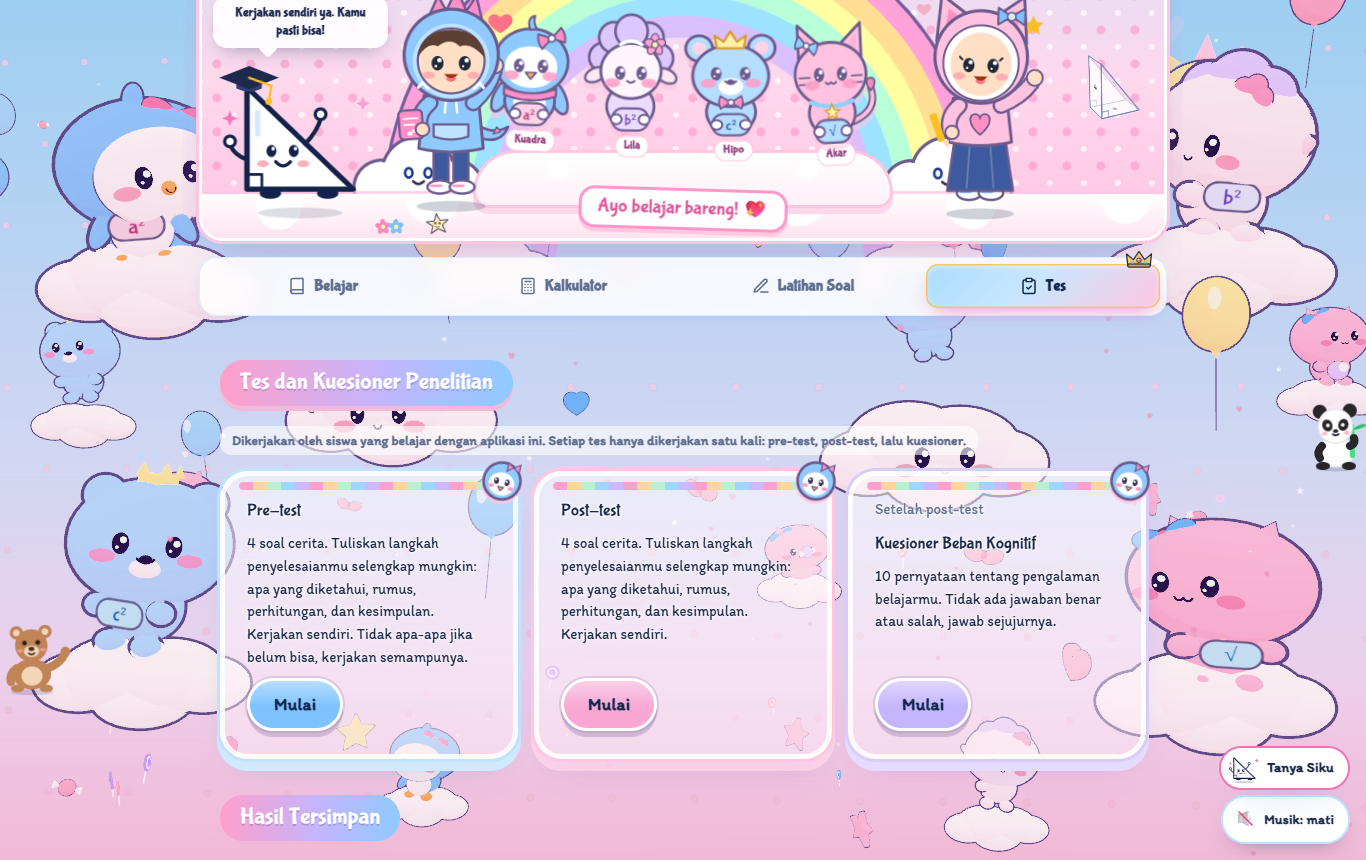 Kerjakan sendiri ya. Kamu
pasti bisa!
a²
b²
c²
√
Kuadra
Lila
Hipo
Akar
Ayo belajar bareng!
a²
b²
Belajar
Kalkulator
Latihan Soal
Tes
Tes dan Kuesioner Penelitian
Dikerjakan oleh siswa yang belajar dengan aplikasi ini. Setiap tes hanya dikerjakan satu kali: pre-test, post-test, lalu kuesioner.
Pre-test
4 soal cerita. Tuliskan langkah
penyelesaianmu selengkap mungkin:
apa yang diketahui, rumus,
perhitungan, dan kesimpulan.
Kerjakan sendiri. Tidak apa-apa jika
belum bisa, kerjakan semampunya.
Mulai
Post-test
4 soal cerita. Tuliskan langkah
penyelesaianmu selengkap mungkin:
apa yang diketahui, rumus,
perhitungan, dan kesimpulan.
Kerjakan sendiri.
Mulai
Setelah post-test
Kuesioner Beban Kognitif
10 pernyataan tentang pengalaman
belajarmu. Tidak ada jawaban benar
atau salah, jawab sejujurnya.
Mulai
c²
√
Hasil Tersimpan
Tanya Siku
Musik: mati